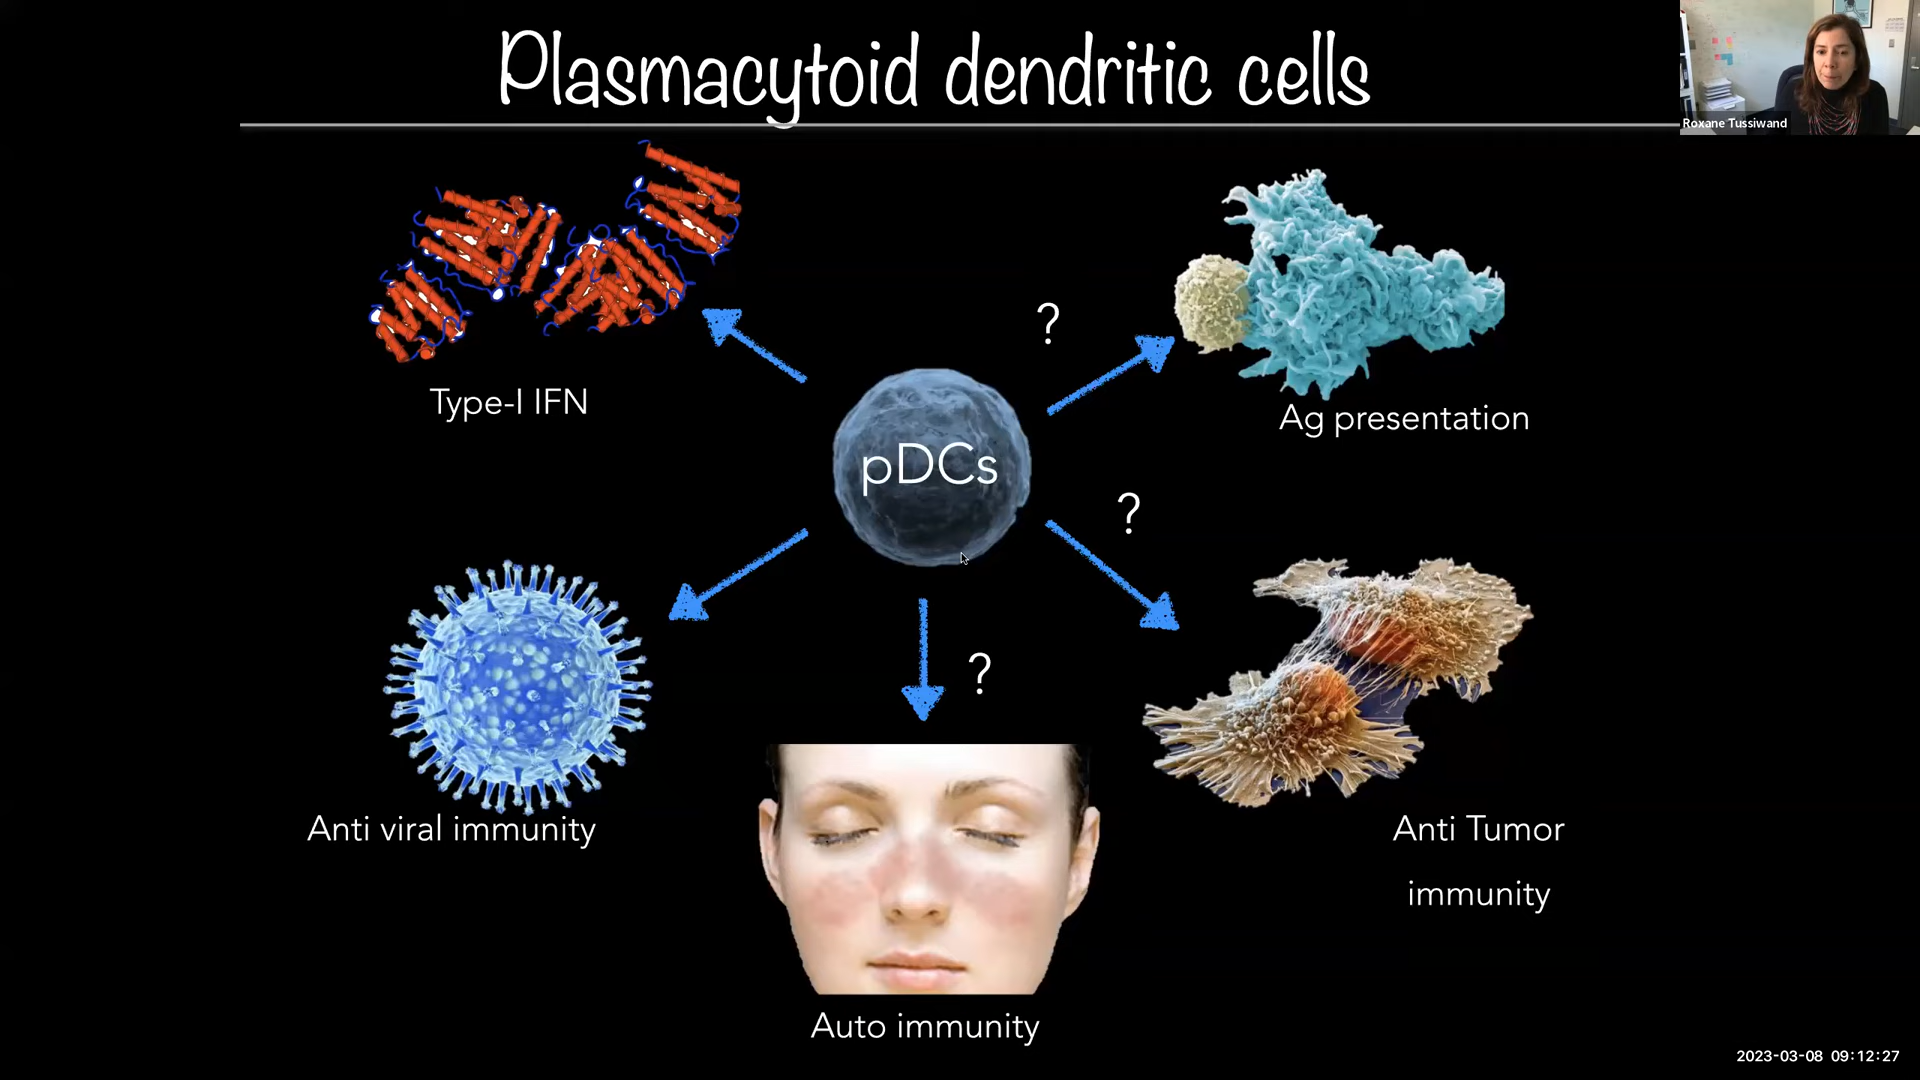 Plasmacytoid dendritic cells
Roxane Tussiwand
Type-I IFN
?
Ag presentation
pDCs
?
?
Anti viral immunity
Anti Tumor
immunity
Auto immunity
2023-03-08 09:12:27